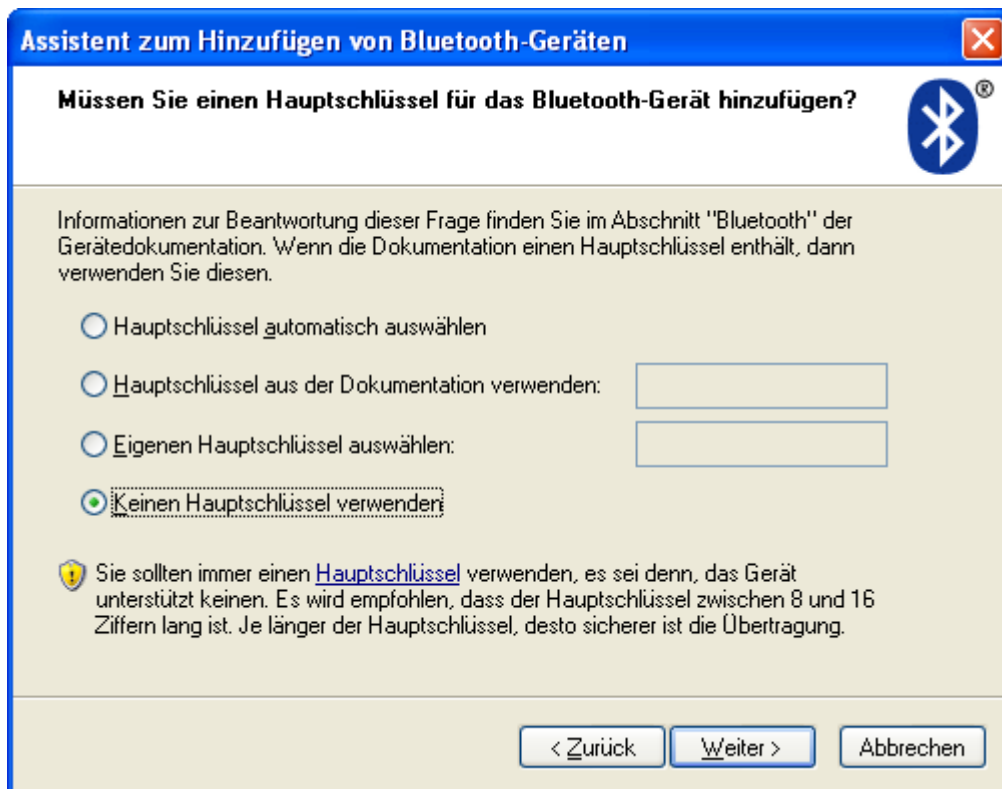 Assistent zum Hinzufügen von Bluetooth-Geräten
Müssen Sie einen Hauptschlüssel für das Bluetooth-Gerät hinzufügen?
®
Informationen zur Beantwortung dieser Frage finden Sie im Abschnitt "Bluetooth" der
Gerätedokumentation. Wenn die Dokumentation einen Hauptschlüssel enthält, dann
verwenden Sie diesen.
Hauptschlüssel automatisch auswählen
Hauptschlüssel aus der Dokumentation verwenden:
Eigenen Hauptschlüssel auswählen:
Keinen Hauptschlüssel verwenden
Sie sollten immer einen Hauptschlüssel verwenden, es sei denn, das Gerät
unterstützt keinen. Es wird empfohlen, dass der Hauptschlüssel zwischen 8 und 16
Ziffern lang ist. Je länger der Hauptschlüssel, desto sicherer ist die Übertragung.
< Zurück
Weiter >
Abbrechen